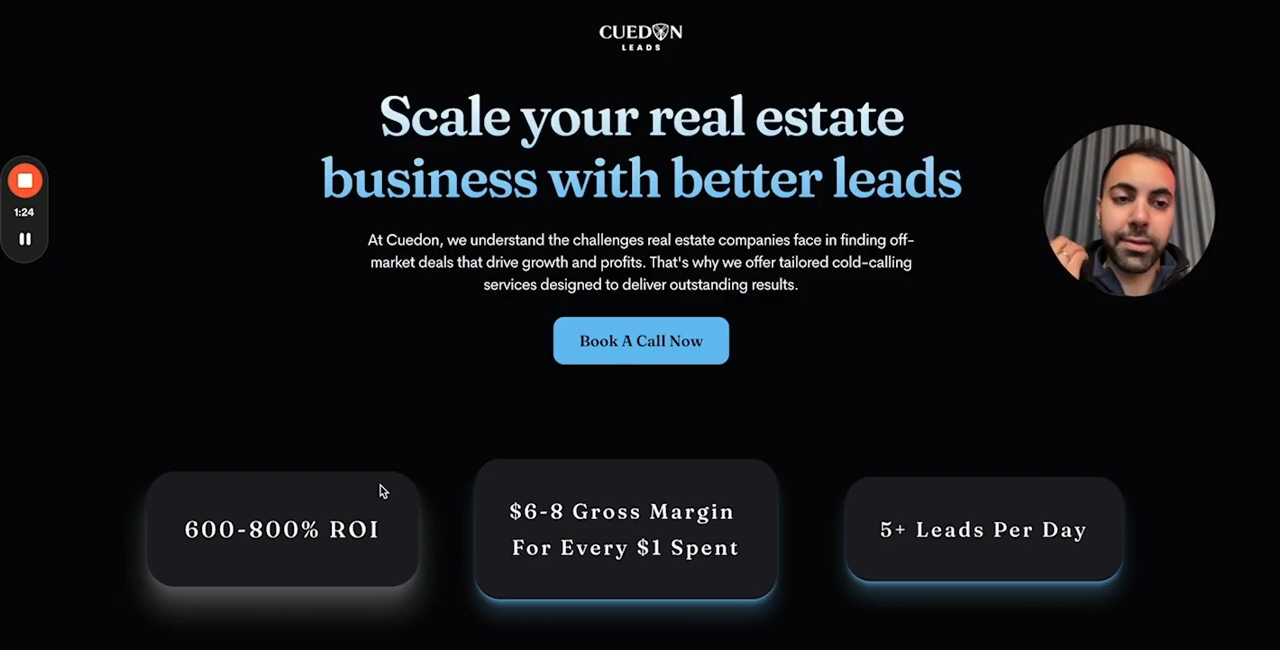 CUEDON
LEADS
Scale your real estate
business with better leads
At Cuedon, we understand the challenges real estate companies face in finding off-
market deals that drive growth and profits. That's why we offer tailored cold-calling
services designed to deliver outstanding results.
Book A Call Now
1:24
600-800% ROI
$6-8 Gross Margin
For Every $1 Spent
5+ Leads Per Day